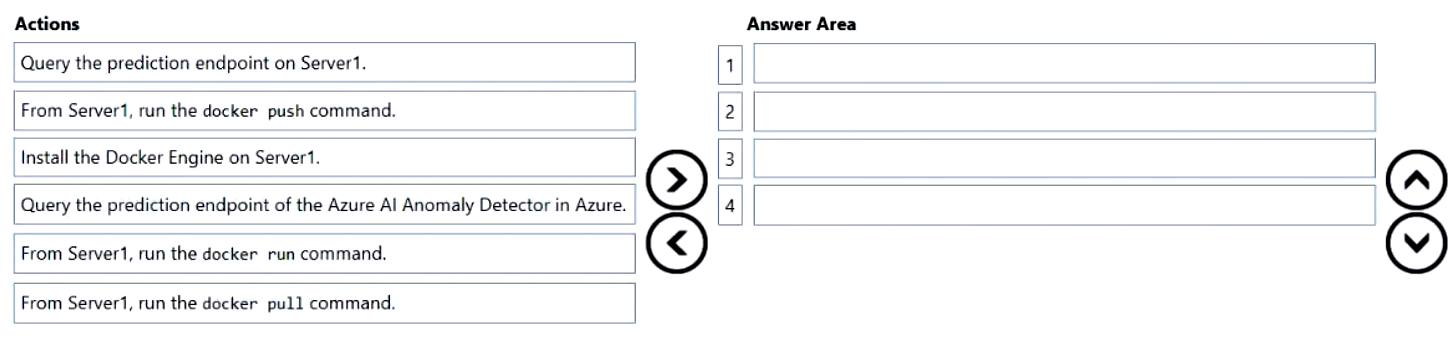 Actions
Answer Area
Query the prediction endpoint on Server1.
1
From Server1, run the docker push command.
2
Install the Docker Engine on Server1.
3
Query the prediction endpoint of the Azure AI Anomaly Detector in Azure.
4
From Server1, run the docker run command.
From Server1, run the docker pull command.